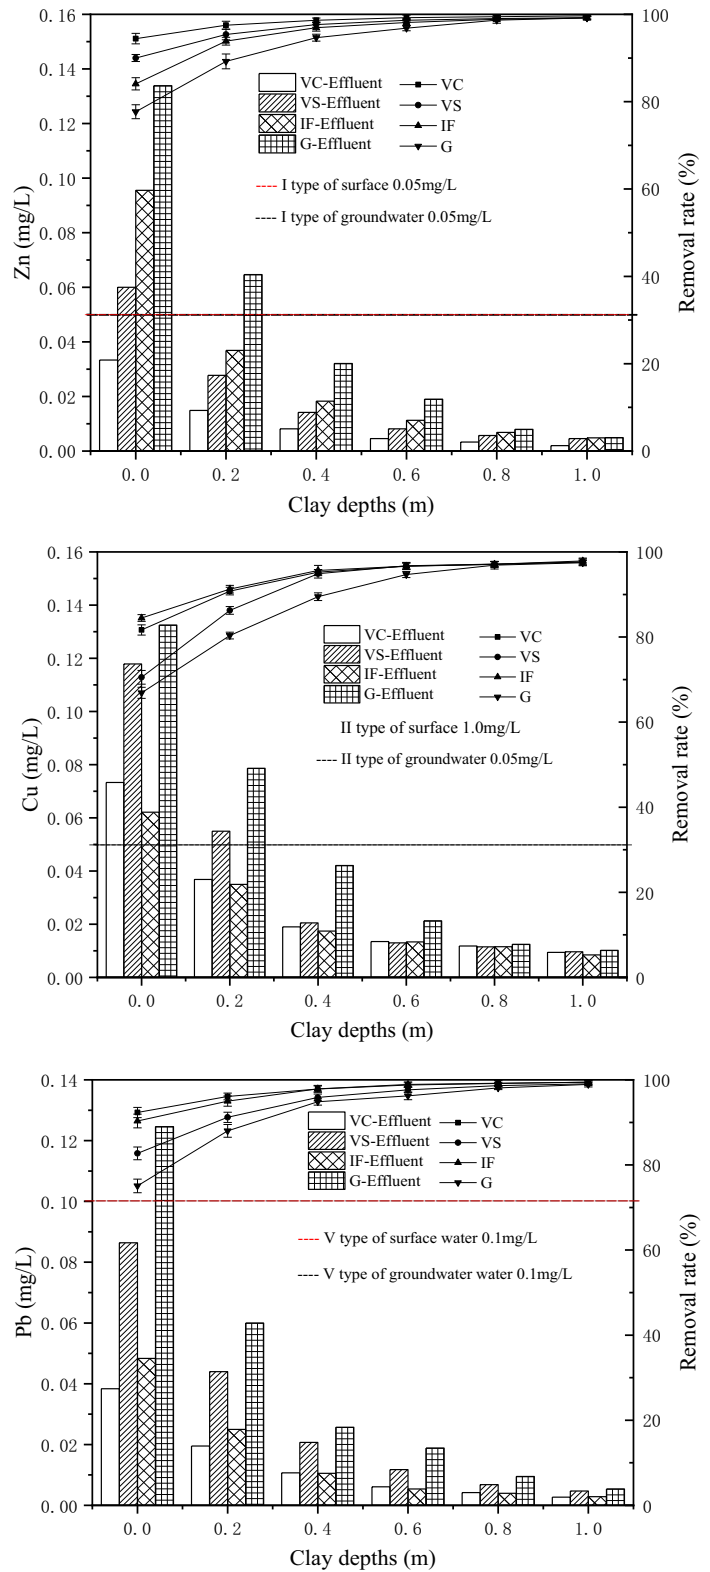 0.16
0.14
0.12
0.10
0.08
0.06
0.04
0.02
0.00
Zn (mg/L)
VC-Effluent
VS-Effluent
IF-Effluent
G-Effluent
VC
VS
IF
G
I type of surface 0.05mg/L
I type of groundwater 0.05mg/L
100
80
60
40
20
0
Removal rate (%)
0.0 0.2 0.4 0.6 0.8 1.0
Clay depths (m)
0.16
0.14
0.12
0.10
0.08
0.06
0.04
0.02
0.00
Cu (mg/L)
VC-Effluent
VS-Effluent
IF-Effluent
G-Effluent
VC
VS
IF
G
II type of surface 1.0mg/L
II type of groundwater 0.05mg/L
100
80
60
40
20
0
Removal rate (%)
0.0 0.2 0.4 0.6 0.8 1.0
Clay depths (m)
0.14
0.12
0.10
0.08
0.06
0.04
0.02
0.00
Pb (mg/L)
VC-Effluent
VS-Effluent
IF-Effluent
G-Effluent
VC
VS
IF
G
V type of surface water 0.1mg/L
V type of groundwater water 0.1mg/L
100
80
60
40
20
0
Removal rate (%)
0.0 0.2 0.4 0.6 0.8 1.0
Clay depths (m)